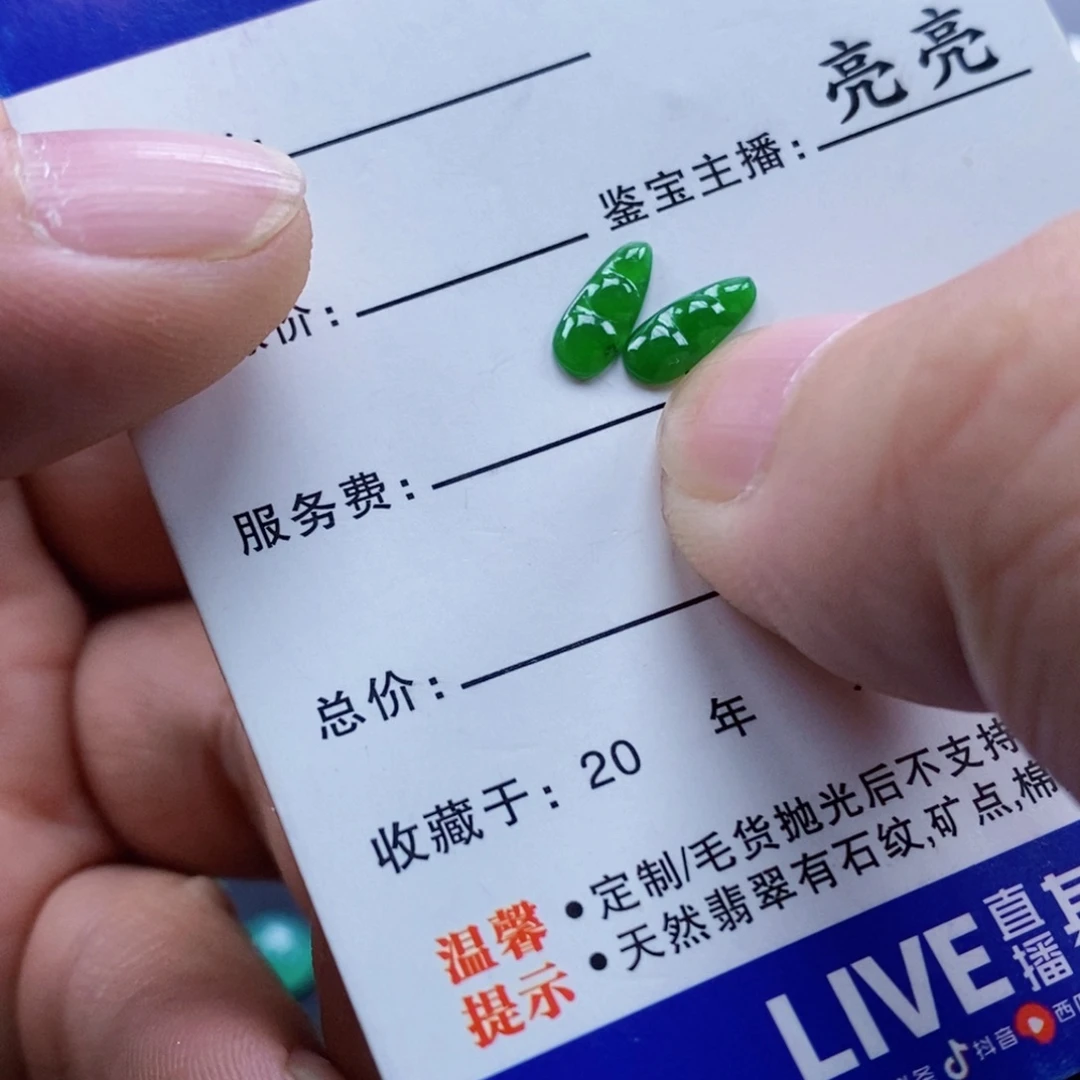 亮亮
鉴宝主播:
价:
服务费:
总价:
收藏于:20 年
温馨提示
•定制/毛货抛光后不支持
•天然翡翠有石纹,矿点,棉
LIVE 直播
抖音